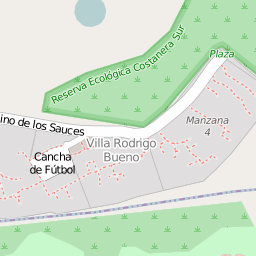 Reserva Ecológica Costanera Sur
Plaza
Manzana
4
ino de los Sauces
Villa Rodrigo
Bueno
Cancha
de Fútbol